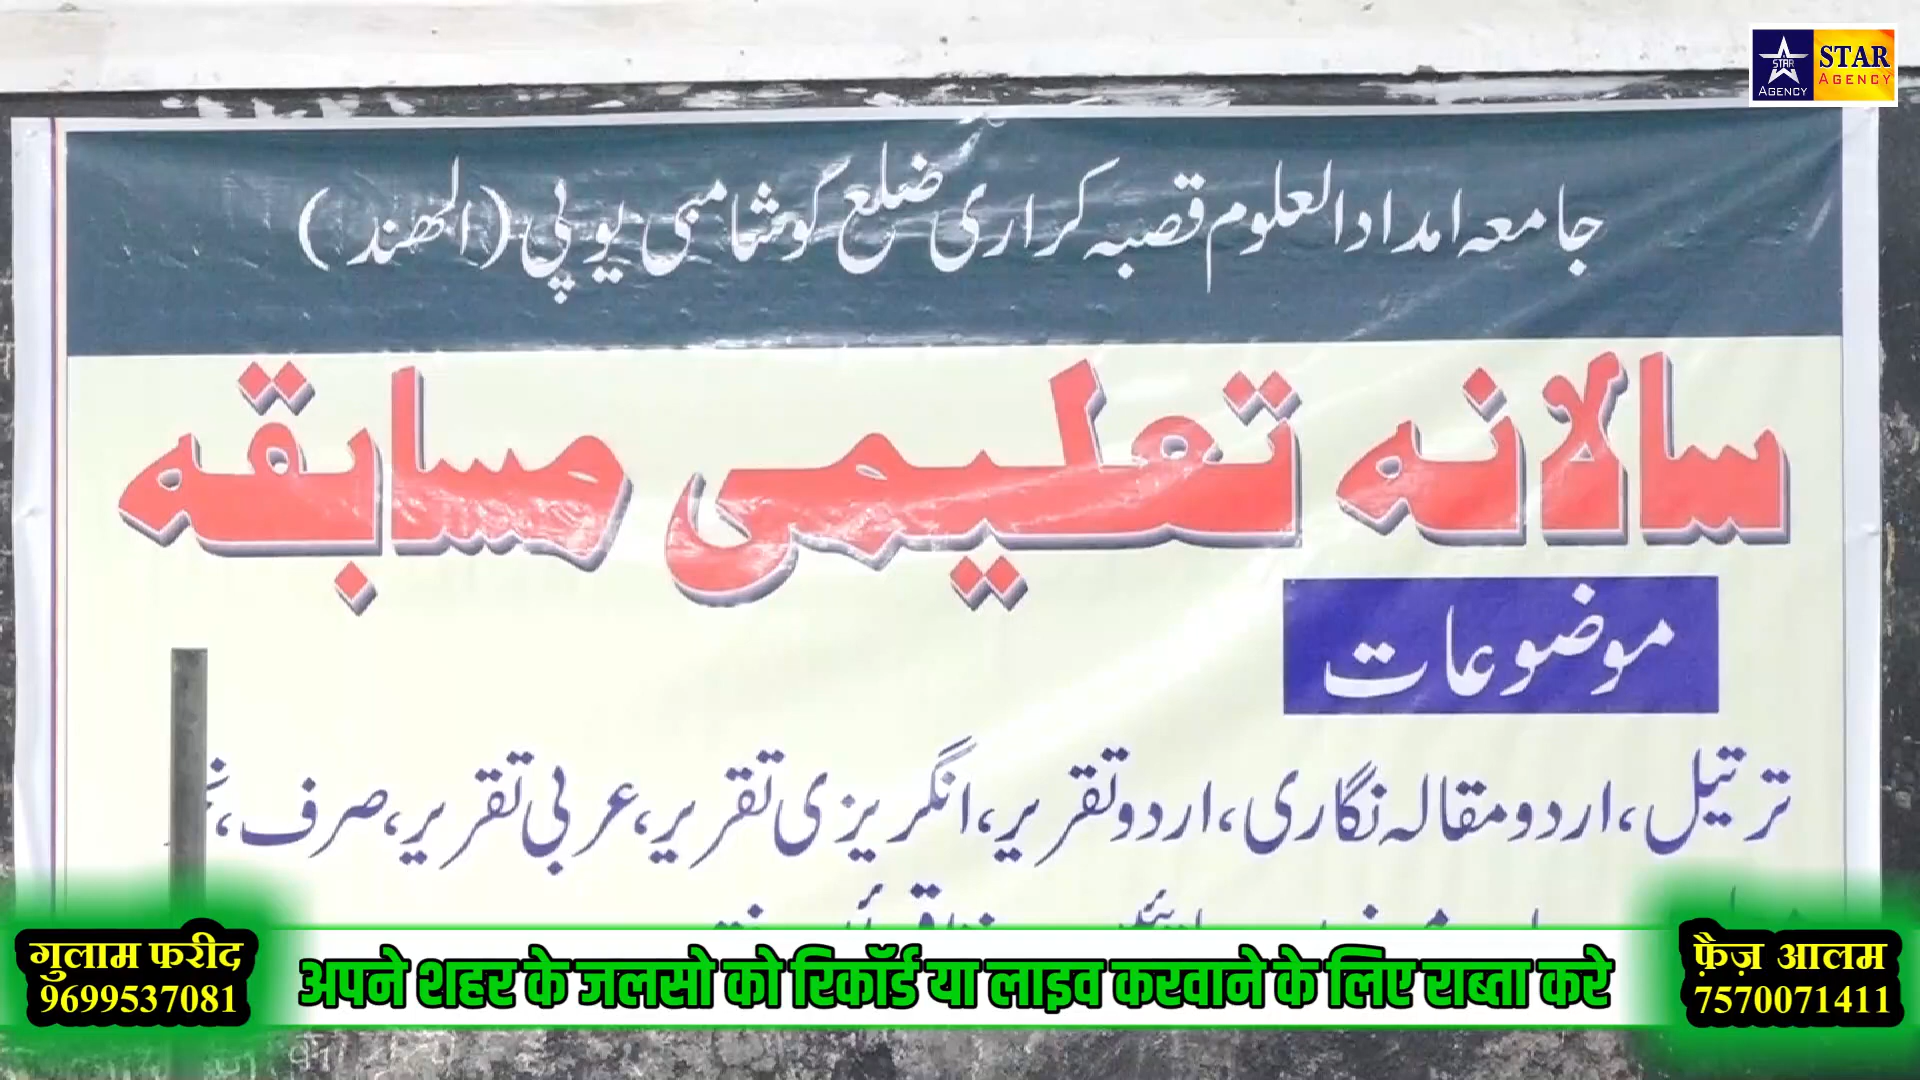 STAR
STAR
AGENCY
AGENCY
جامعہ امداد العلوم قصبہ کراری ضلع کوشامبی یوپی (الھند)
سالانہ تعلیمی مسابقہ
موضوعات
ترتیل، اردو مقالہ نگاری، اردو تقریر، انگریزی تقریر، عربی تقریر، صرف،
गुलाम फरीद
9699537081
अपने शहर के जलसो को रिकॉर्ड या लाइव करवाने के लिए राब्ता करे
फ़ैज़ आलम
7570071411